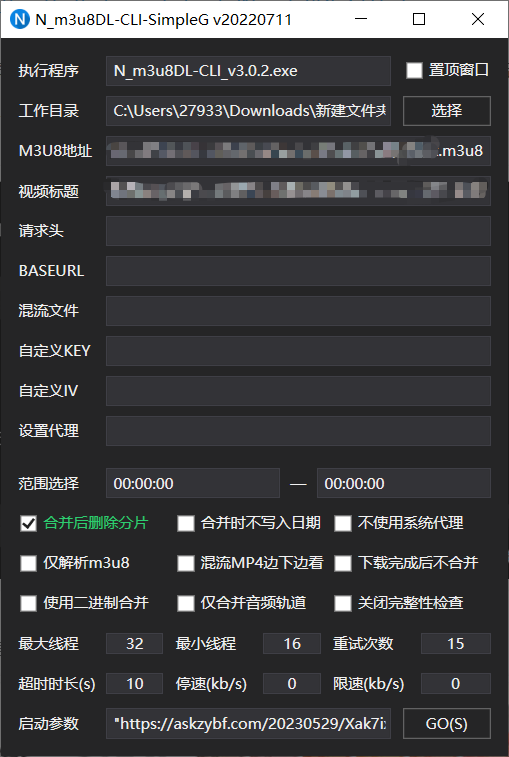 N_m3u8DL-CLI-SimpleG v20220711
执行程序 N_m3u8DL-CLI_v3.0.2.exe 置顶窗口
工作目录 C:\Users\27933\Downloads\新建文件夹 选择
M3U8地址 .m3u8
视频标题
请求头
BASEURL
混流文件
自定义KEY
自定义IV
设置代理
范围选择 00:00:00 — 00:00:00
合并后删除分片 合并时不写入日期 不使用系统代理
仅解析m3u8 混流MP4边下边看 下载完成后不合并
使用二进制合并 仅合并音频轨道 关闭完整性检查
最大线程 32 最小线程 16 重试次数 15
超时时长(s) 10 停速(kb/s) 0 限速(kb/s) 0
启动参数 "https://askzybf.com/20230529/Xak7i GO(S)